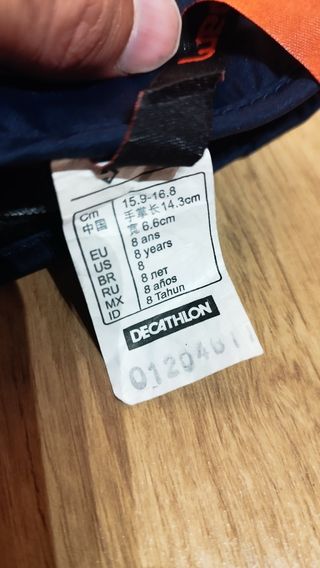 cm 15.9-16.8
中国 手掌长14.3cm
宽 6.6cm
EU 8 ans
US 8 years
BR 8
RU 8 лет
MX 8 años
ID 8 Tahun
DECATHLON